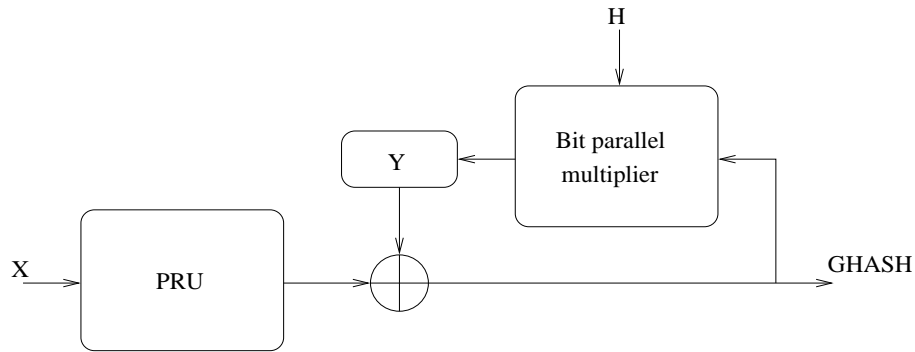 H
Bit parallel
multiplier
Y
X
PRU
GHASH